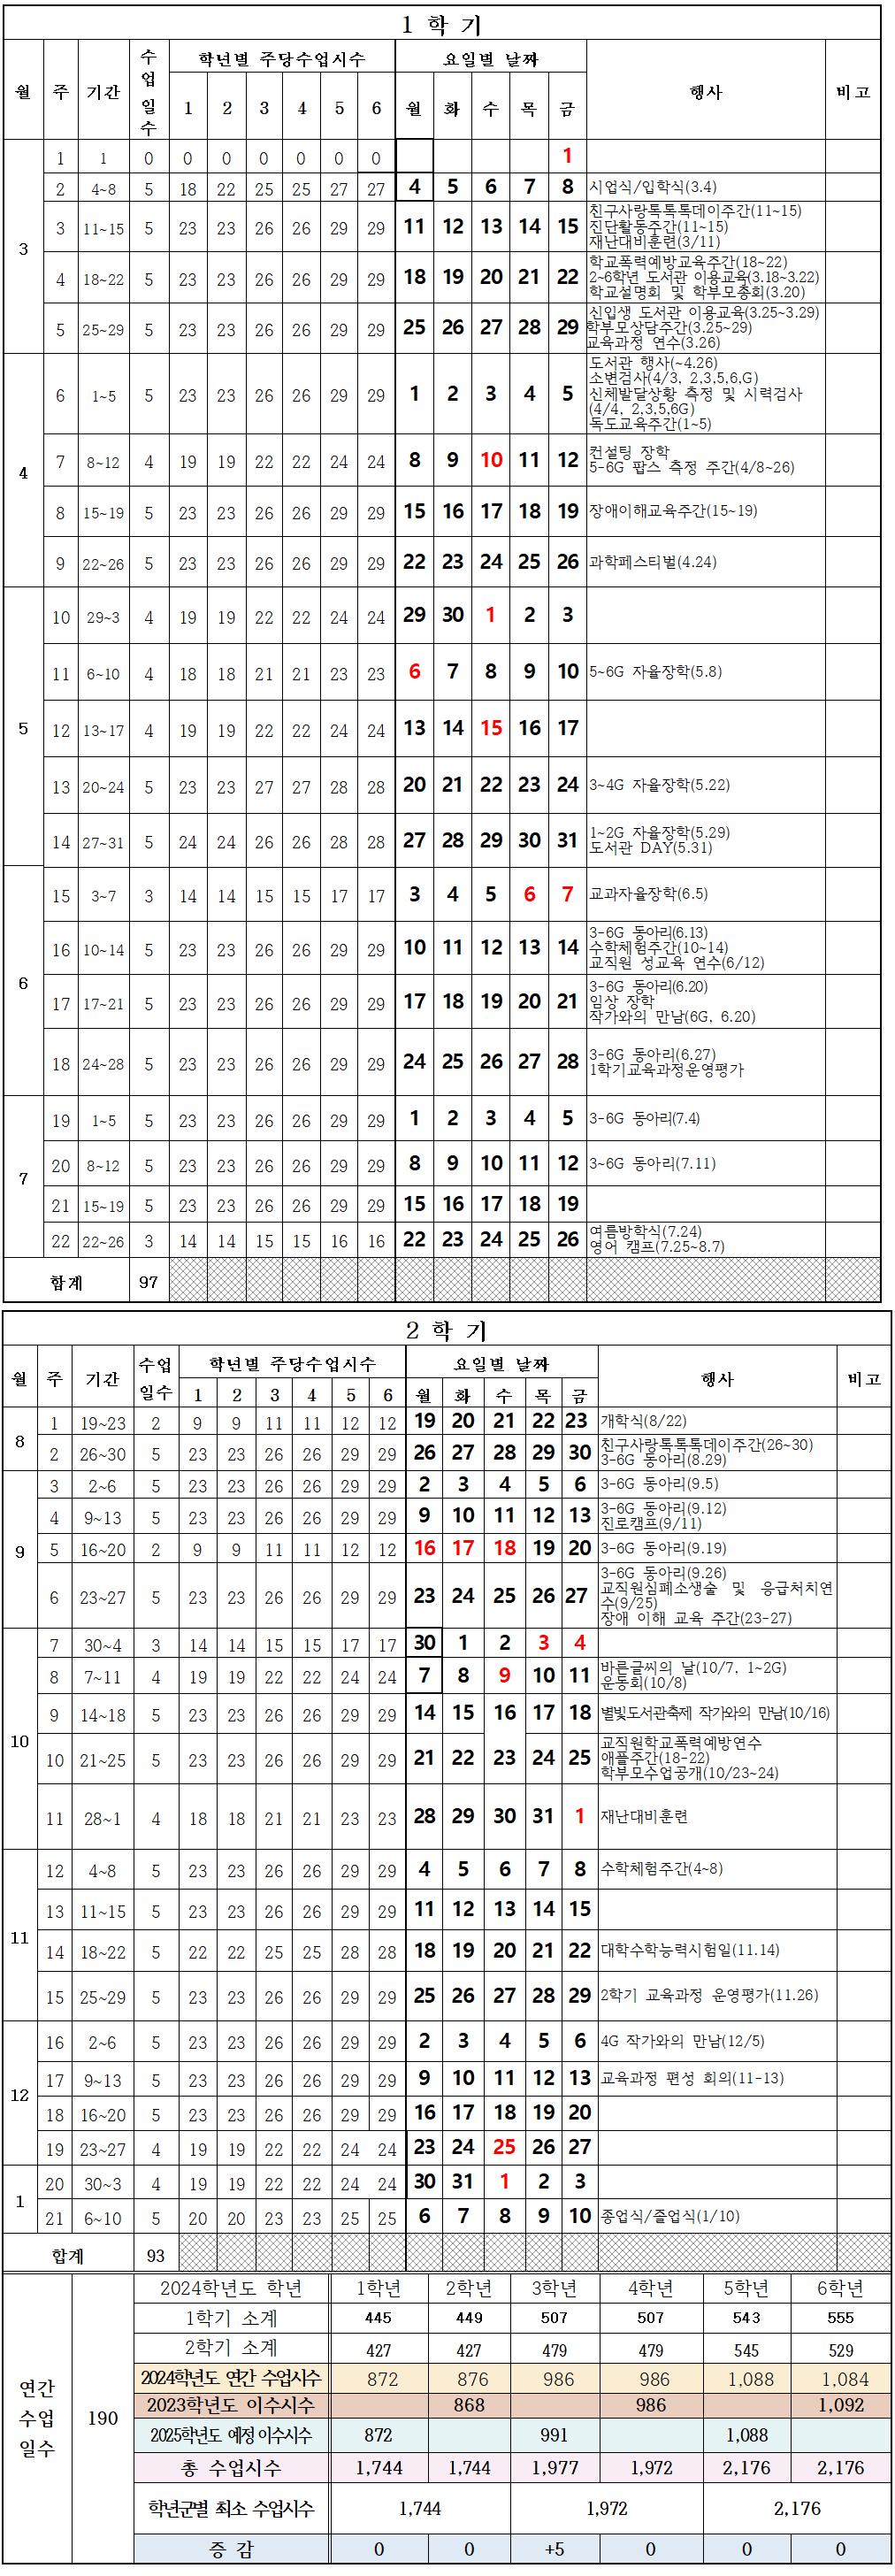 1 학 기
월 주 기간 수업일수 학년별 주당수업시수 요일별 날짜 행사 비고
1 2 3 4 5 6 월 화 수 목 금
3
1 1 0 0 0 0 0 0 0 1
2 4~8 5 18 22 25 25 27 27 4 5 6 7 8 시업식/입학식(3.4)
3 11~15 5 23 23 26 26 29 29 11 12 13 14 15 친구사랑톡톡톡데이주간(11~15)
진단활동주간(11~15)
재난대비훈련(3/11)
4 18~22 5 23 23 26 26 29 29 18 19 20 21 22 학교폭력예방교육주간(18~22)
2~6학년 도서관 이용교육(3.18~3.22)
학교설명회 및 학부모총회(3.20)
5 25~29 5 23 23 26 26 29 29 25 26 27 28 29 신입생 도서관 이용교육(3.25~3.29)
학부모상담주간(3.25~29)
교육과정 연수(3.26)
4
6 1~5 5 23 23 26 26 29 29 1 2 3 4 5 도서관 행사(~4.26)
소변검사(4/3, 2,3,5,6,G)
신체발달상황 측정 및 시력검사
(4/4, 2,3,5,6G)
독도교육주간(1~5)
7 8~12 4 19 19 22 22 24 24 8 9 10 11 12 컨설팅 장학
5-6G 팝스 측정 주간(4/8~26)
8 15~19 5 23 23 26 26 29 29 15 16 17 18 19 장애이해교육주간(15~19)
9 22~26 5 23 23 26 26 29 29 22 23 24 25 26 과학페스티벌(4.24)
5
10 29~3 4 19 19 22 22 24 24 29 30 1 2 3
11 6~10 4 18 18 21 21 23 23 6 7 8 9 10 5~6G 자율장학(5.8)
12 13~17 4 19 19 22 22 24 24 13 14 15 16 17
13 20~24 5 23 23 27 27 28 28 20 21 22 23 24 3~4G 자율장학(5.22)
14 27~31 5 24 24 26 26 28 28 27 28 29 30 31 1~2G 자율장학(5.29)
도서관 DAY(5.31)
6
15 3~7 3 14 14 15 15 17 17 3 4 5 6 7 교과자율장학(6.5)
16 10~14 5 23 23 26 26 29 29 10 11 12 13 14 3-6G 동아리(6.13)
수학체험주간(10~14)
교직원 성교육 연수(6/12)
17 17~21 5 23 23 26 26 29 29 17 18 19 20 21 3-6G 동아리(6.20)
임상 장학
작가와의 만남(6G, 6.20)
18 24~28 5 23 23 26 26 29 29 24 25 26 27 28 3-6G 동아리(6.27)
1학기교육과정운영평가
7
19 1~5 5 23 23 26 26 29 29 1 2 3 4 5 3-6G 동아리(7.4)
20 8~12 5 23 23 26 26 29 29 8 9 10 11 12 3~6G 동아리(7.11)
21 15~19 5 23 23 26 26 29 29 15 16 17 18 19
22 22~26 3 14 14 15 15 16 16 22 23 24 25 26 여름방학식(7.24)
영어 캠프(7.25~8.7)
합계 97
2 학 기
월 주 기간 수업일수 학년별 주당수업시수 요일별 날짜 행사 비고
1 2 3 4 5 6 월 화 수 목 금
8
1 19~23 2 9 9 11 11 12 12 19 20 21 22 23 개학식(8/22)
2 26~30 5 23 23 26 26 29 29 26 27 28 29 30 친구사랑톡톡톡데이주간(26~30)
3-6G 동아리(8.29)
9
3 2~6 5 23 23 26 26 29 29 2 3 4 5 6 3-6G 동아리(9.5)
4 9~13 5 23 23 26 26 29 29 9 10 11 12 13 3-6G 동아리(9.12)
진로캠프(9/11)
5 16~20 2 9 9 11 11 12 12 16 17 18 19 20 3-6G 동아리(9.19)
6 23~27 5 23 23 26 26 29 29 23 24 25 26 27 3-6G 동아리(9.26)
교직원심폐소생술 및 응급처치연
수(9/25)
장애 이해 교육 주간(23-27)
10
7 30~4 3 14 14 15 15 17 17 30 1 2 3 4
8 7~11 4 19 19 22 22 24 24 7 8 9 10 11 바른글씨의 날(10/7, 1~2G)
운동회(10/8)
9 14~18 5 23 23 26 26 29 29 14 15 16 17 18 별빛도서관축제 작가와의 만남(10/16)
10 21~25 5 23 23 26 26 29 29 21 22 23 24 25 교직원학교폭력예방연수
애플주간(18-22)
학부모수업공개(10/23~24)
11 28~1 4 18 18 21 21 23 23 28 29 30 31 1 재난대비훈련
11
12 4~8 5 23 23 26 26 29 29 4 5 6 7 8 수학체험주간(4~8)
13 11~15 5 23 23 26 26 29 29 11 12 13 14 15
14 18~22 5 22 22 25 25 28 28 18 19 20 21 22 대학수학능력시험일(11.14)
15 25~29 5 23 23 26 26 29 29 25 26 27 28 29 2학기 교육과정 운영평가(11.26)
12
16 2~6 5 23 23 26 26 29 29 2 3 4 5 6 4G 작가와의 만남(12/5)
17 9~13 5 23 23 26 26 29 29 9 10 11 12 13 교육과정 편성 회의(11-13)
18 16~20 5 23 23 26 26 29 29 16 17 18 19 20
19 23~27 4 19 19 22 22 24 24 23 24 25 26 27
1
20 30~3 4 19 19 22 22 24 24 30 31 1 2 3
21 6~10 5 20 20 23 23 25 25 6 7 8 9 10 종업식/졸업식(1/10)
합계 93
연간 수업 일수 190
2024학년도 학년 1학년 2학년 3학년 4학년 5학년 6학년
1학기 소계 445 449 507 507 543 555
2학기 소계 427 427 479 479 545 529
2024학년도 연간 수업시수 872 876 986 986 1,088 1,084
2023학년도 이수시수 868 986 1,092
2025학년도 예정 이수시수 872 991 1,088
총 수업시수 1,744 1,744 1,977 1,972 2,176 2,176
학년군별 최소 수업시수 1,744 1,972 2,176
증 감 0 0 +5 0 0 0